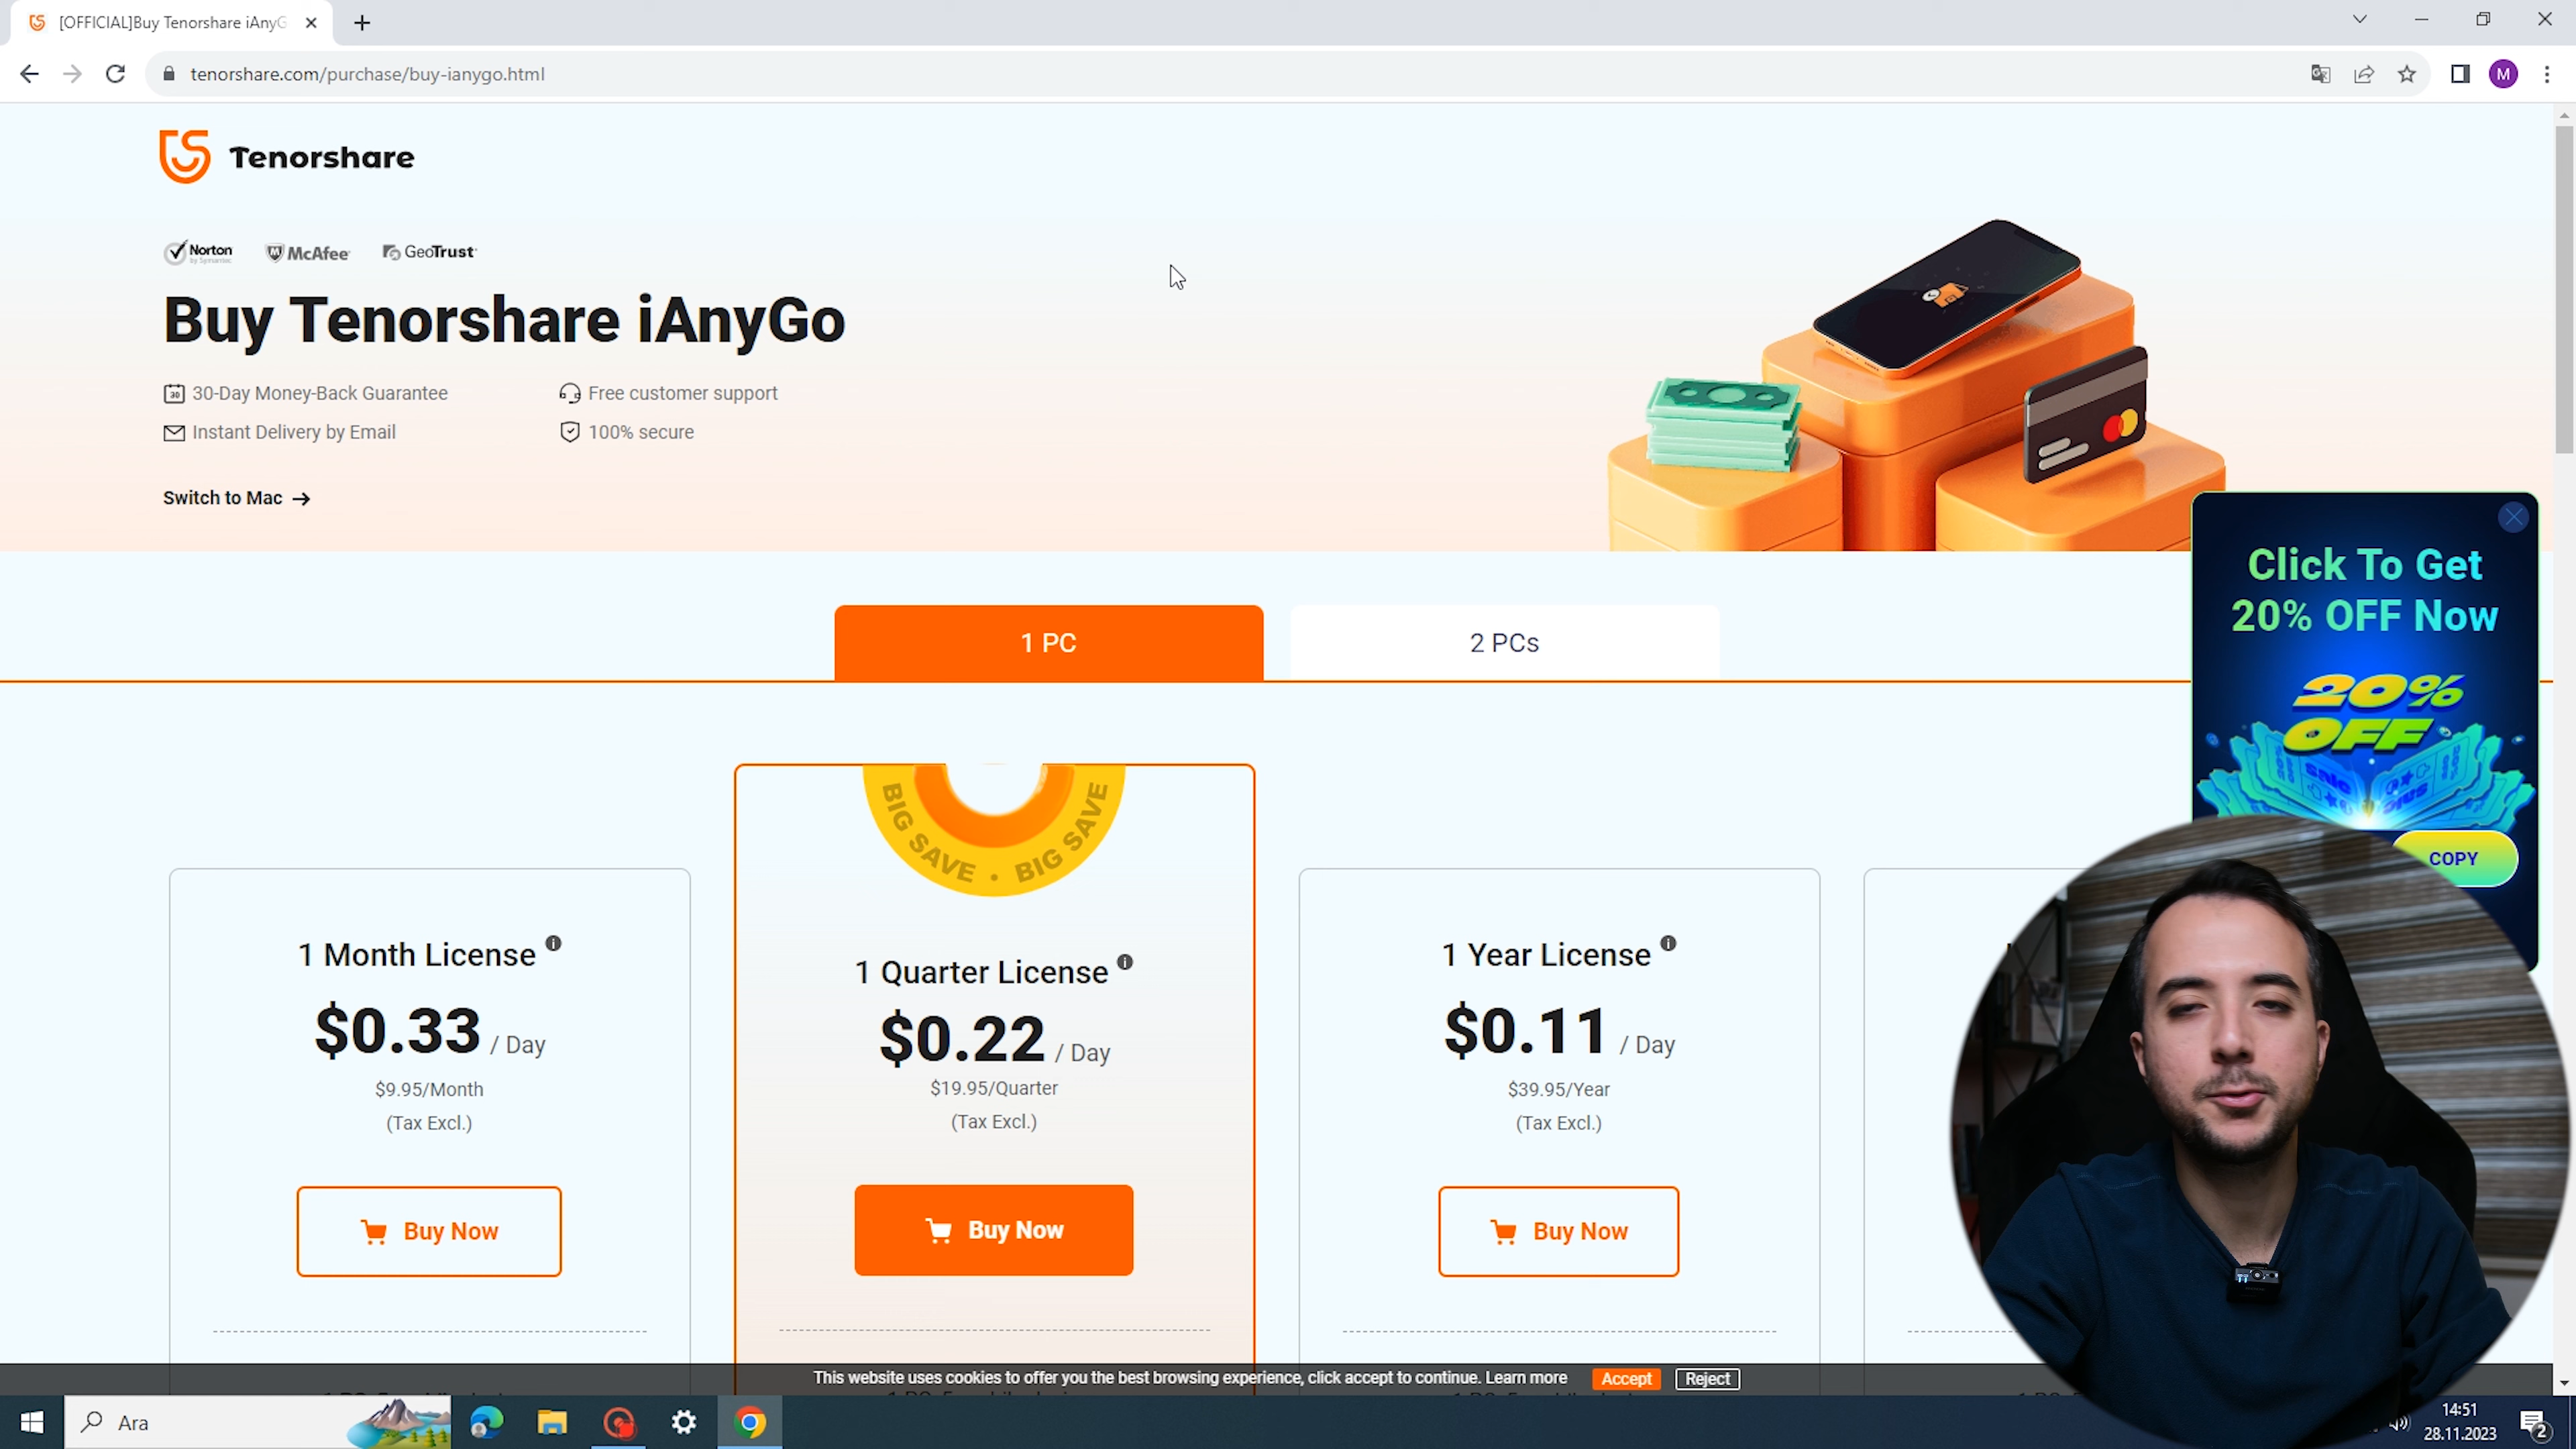 [OFFICIAL]Buy Tenorshare iAnyG
tenorshare.com/purchase/buy-ianygo.html
M
Tenorshare
Norton
by Symantec
McAfee
GeoTrust
Buy Tenorshare iAnyGo
30-Day Money-Back Guarantee
Free customer support
Instant Delivery by Email
100% secure
Switch to Mac →
Click To Get
20% OFF Now
20%
OFF
COPY
1 PC
2 PCs
BIG SAVE • BIG SAVE
1 Month License
$0.33 / Day
$9.95/Month
(Tax Excl.)
Buy Now
1 Quarter License
$0.22 / Day
$19.95/Quarter
(Tax Excl.)
Buy Now
1 Year License
$0.11 / Day
$39.95/Year
(Tax Excl.)
Buy Now
This website uses cookies to offer you the best browsing experience, click accept to continue. Learn more
Accept
Reject
Ara
14:51
28.11.2023
2